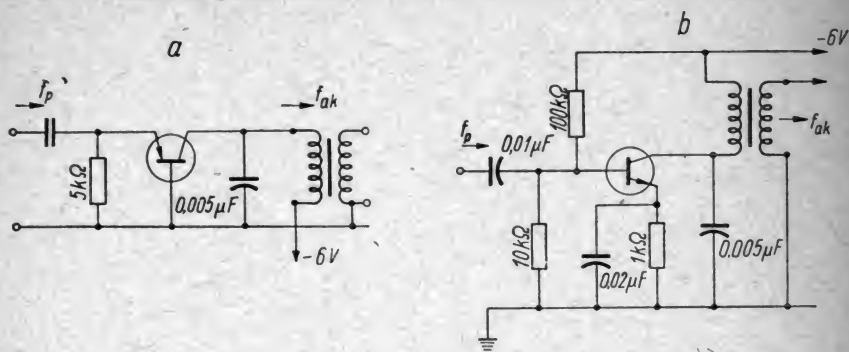 a
f_p
f_ak
5kΩ
0.005μF
-6V
b
-6V
100kΩ
f_ak
f_p
0,01μF
10kΩ
0,02μF
1kΩ
0.005μF